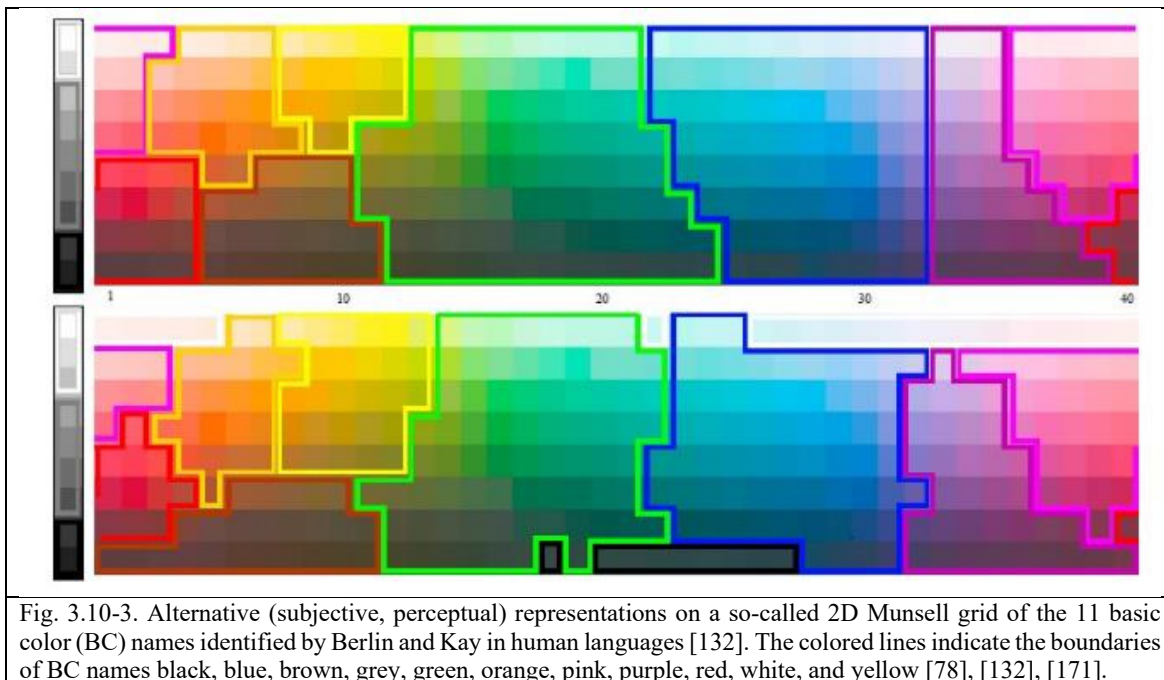 1 10 20 30 40
Fig. 3.10-3. Alternative (subjective, perceptual) representations on a so-called 2D Munsell grid of the 11 basic
color (BC) names identified by Berlin and Kay in human languages [132]. The colored lines indicate the boundaries
of BC names black, blue, brown, grey, green, orange, pink, purple, red, white, and yellow [78], [132], [171].